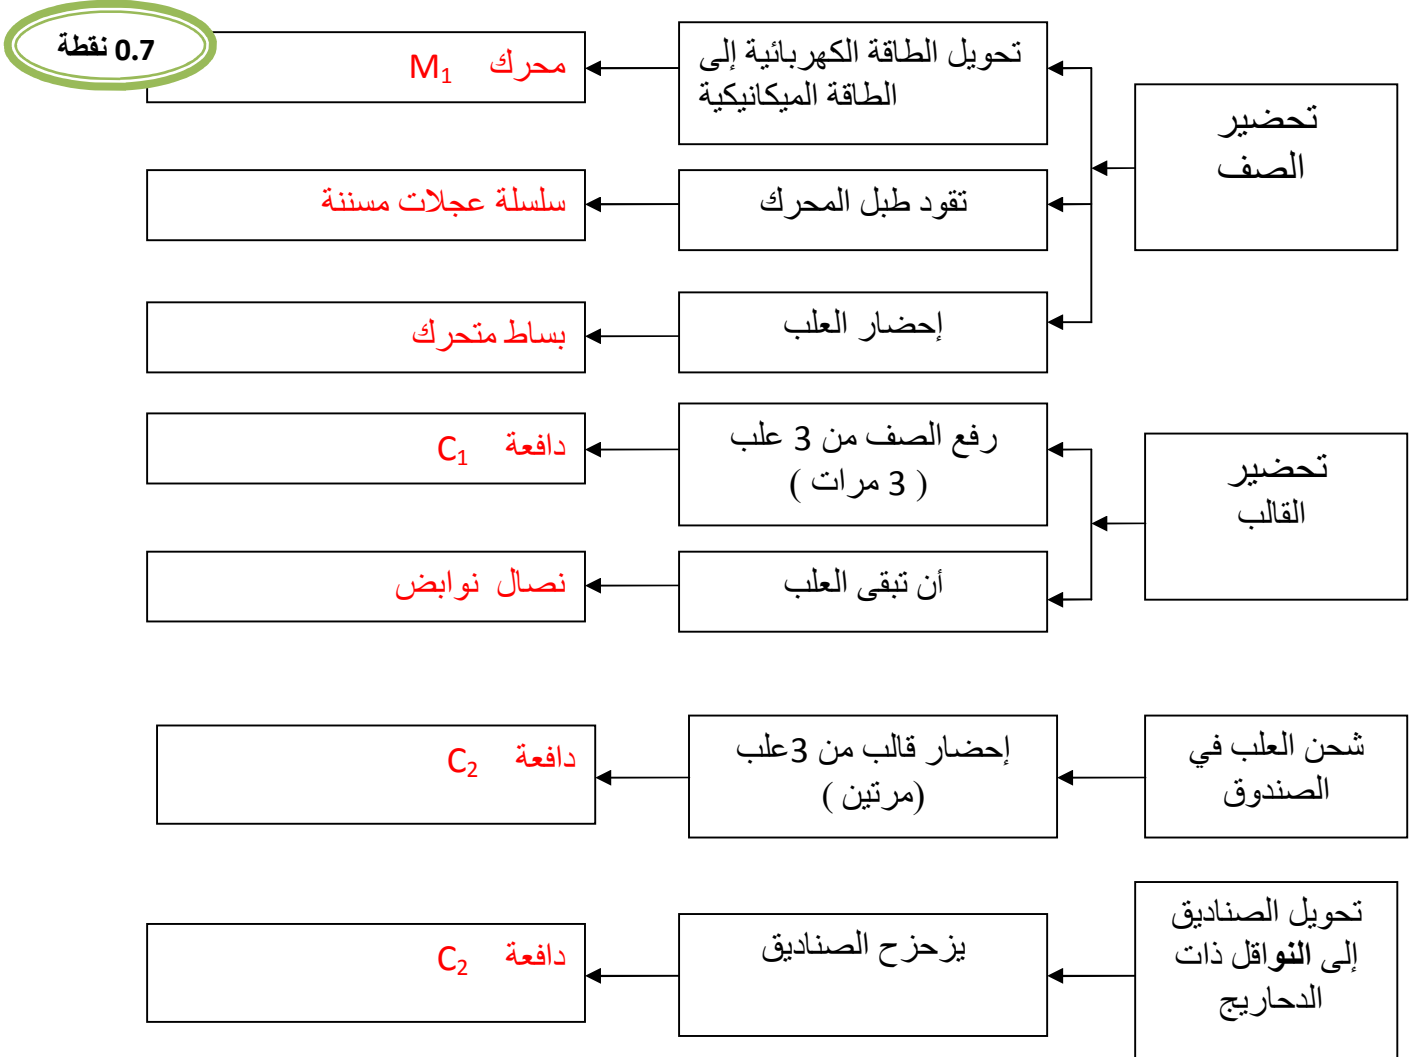 0.7 نقطة
تحضير
الصف
تحويل الطاقة الكهربائية إلى
الطاقة الميكانيكية
محرك M1
تقود طبل المحرك
سلسلة عجلات مسننة
إحضار العلب
بساط متحرك
تحضير
القالب
رفع الصف من 3 علب
( 3 مرات )
دافعة C1
أن تبقى العلب
نصال نوابض
شحن العلب في
الصندوق
إحضار قالب من 3علب
(مرتين )
دافعة C2
تحويل الصناديق
إلى النواقل ذات
الدحاريج
يزحزح الصناديق
دافعة C2